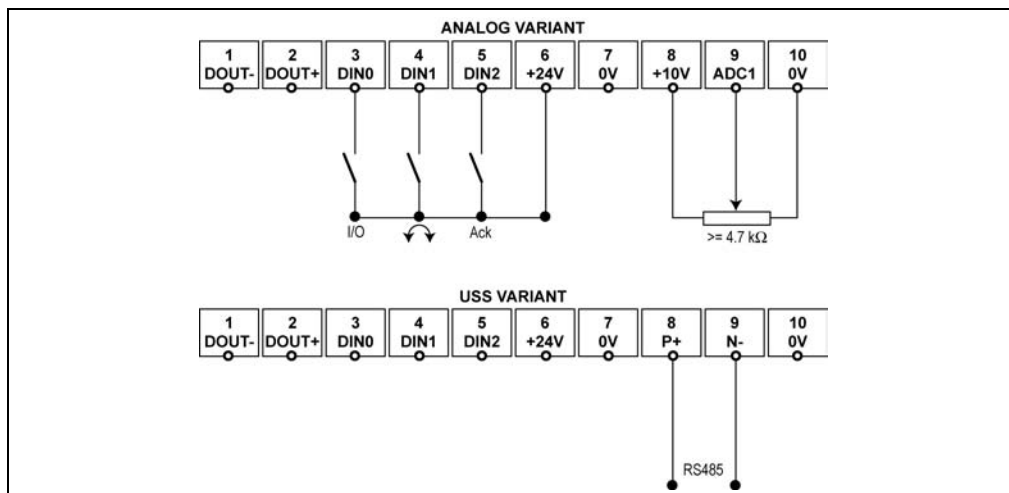 ANALOG VARIANT
1 2 3 4 5 6 7 8 9 10
DOUT- DOUT+ DIN0 DIN1 DIN2 +24V 0V +10V ADC1 0V
I/O Ack >= 4.7 kΩ
USS VARIANT
1 2 3 4 5 6 7 8 9 10
DOUT- DOUT+ DIN0 DIN1 DIN2 +24V 0V P+ N- 0V
RS485